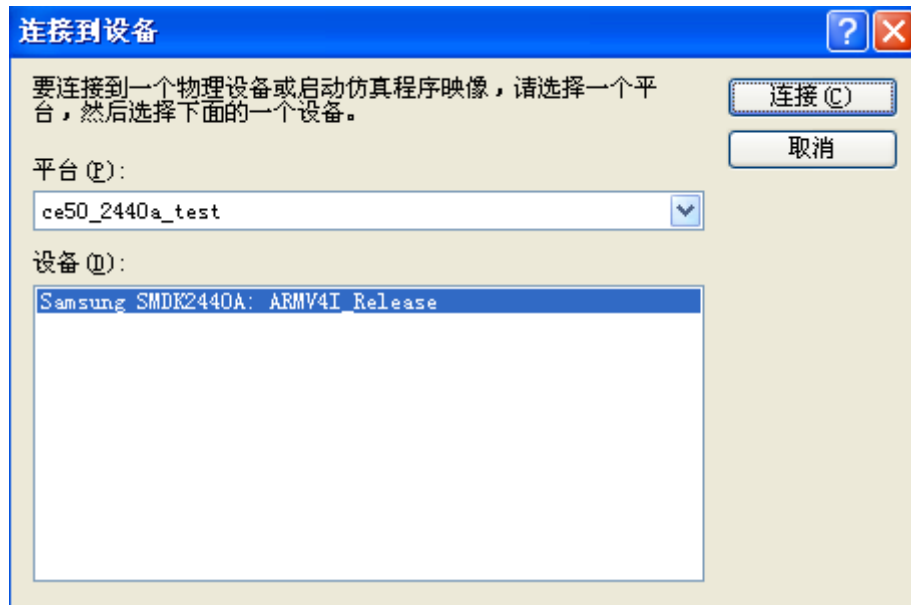 连接到设备
要连接到一个物理设备或启动仿真程序映像，请选择一个平
台，然后选择下面的一个设备。
连接(C)
取消
平台(P):
ce50_2440a_test
设备(D):
Samsung SMDK2440A: ARMV4I_Release